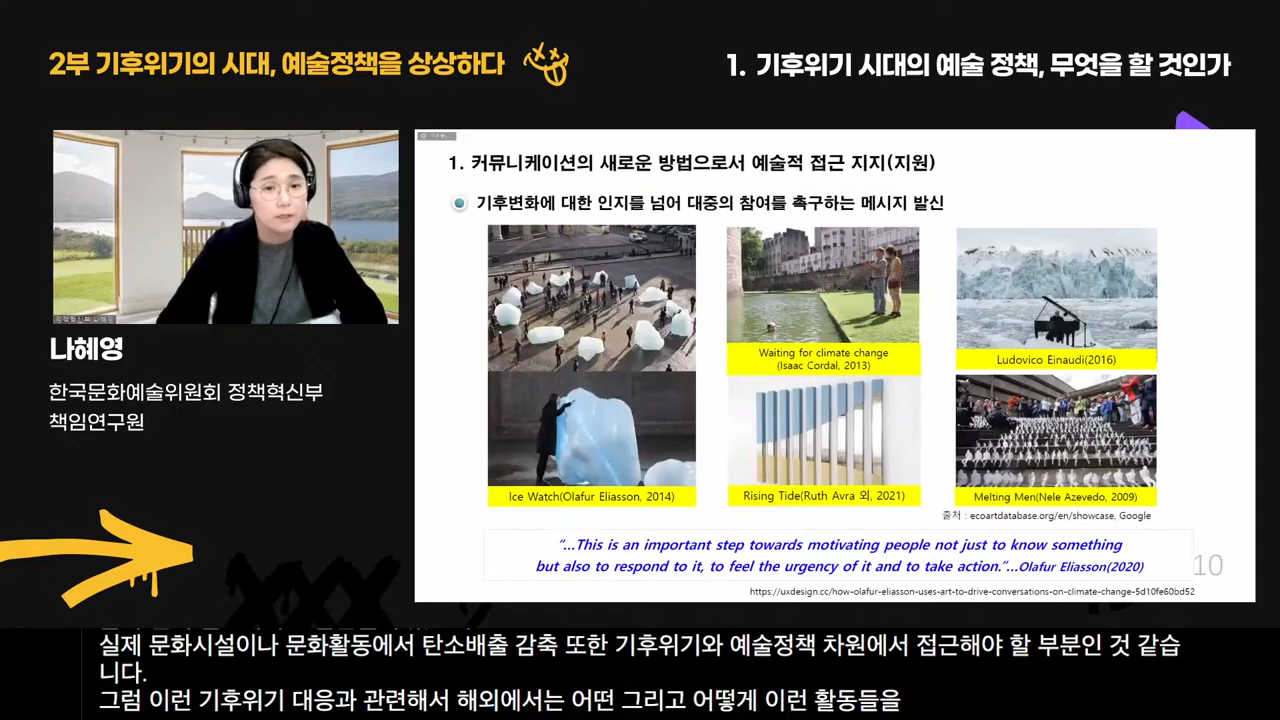 2부 기후위기의 시대, 예술정책을 상상하다
1. 기후위기 시대의 예술 정책, 무엇을 할 것인가
1. 커뮤니케이션의 새로운 방법으로서 예술적 접근 지지(지원)
기후변화에 대한 인지를 넘어 대중의 참여를 촉구하는 메시지 발신
Waiting for climate change
(Isaac Cordal, 2013)
Ludovico Einaudi(2016)
Ice Watch(Olafur Eliasson, 2014)
Rising Tide(Ruth Avra 외, 2021)
Melting Men(Nele Azevedo, 2009)
출처 : ecoartdatabase.org/en/showcase, Google
"...This is an important step towards motivating people not just to know something
but also to respond to it, to feel the urgency of it and to take action."...Olafur Eliasson(2020)
10
https://uxdesign.cc/how-olafur-eliasson-uses-art-to-drive-conversations-on-climate-change-5d10fe60bd52
정책혁신부 나혜영
나혜영
한국문화예술위원회 정책혁신부
책임연구원
실제 문화시설이나 문화활동에서 탄소배출 감축 또한 기후위기와 예술정책 차원에서 접근해야 할 부분인 것 같습
니다.
그럼 이런 기후위기 대응과 관련해서 해외에서는 어떤 그리고 어떻게 이런 활동들을